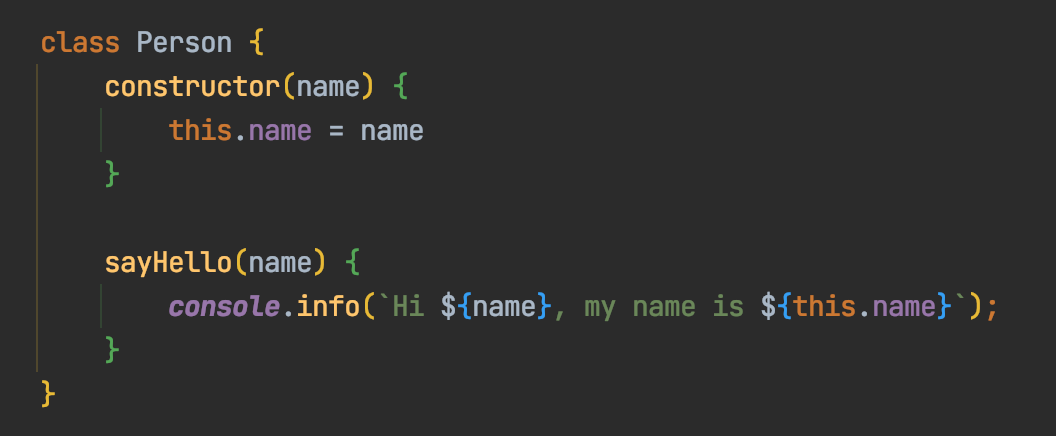 class Person {
    constructor(name) {
        this.name = name
    }

    sayHello(name) {
        console.info(`Hi ${name}, my name is ${this.name}`);
    }
}